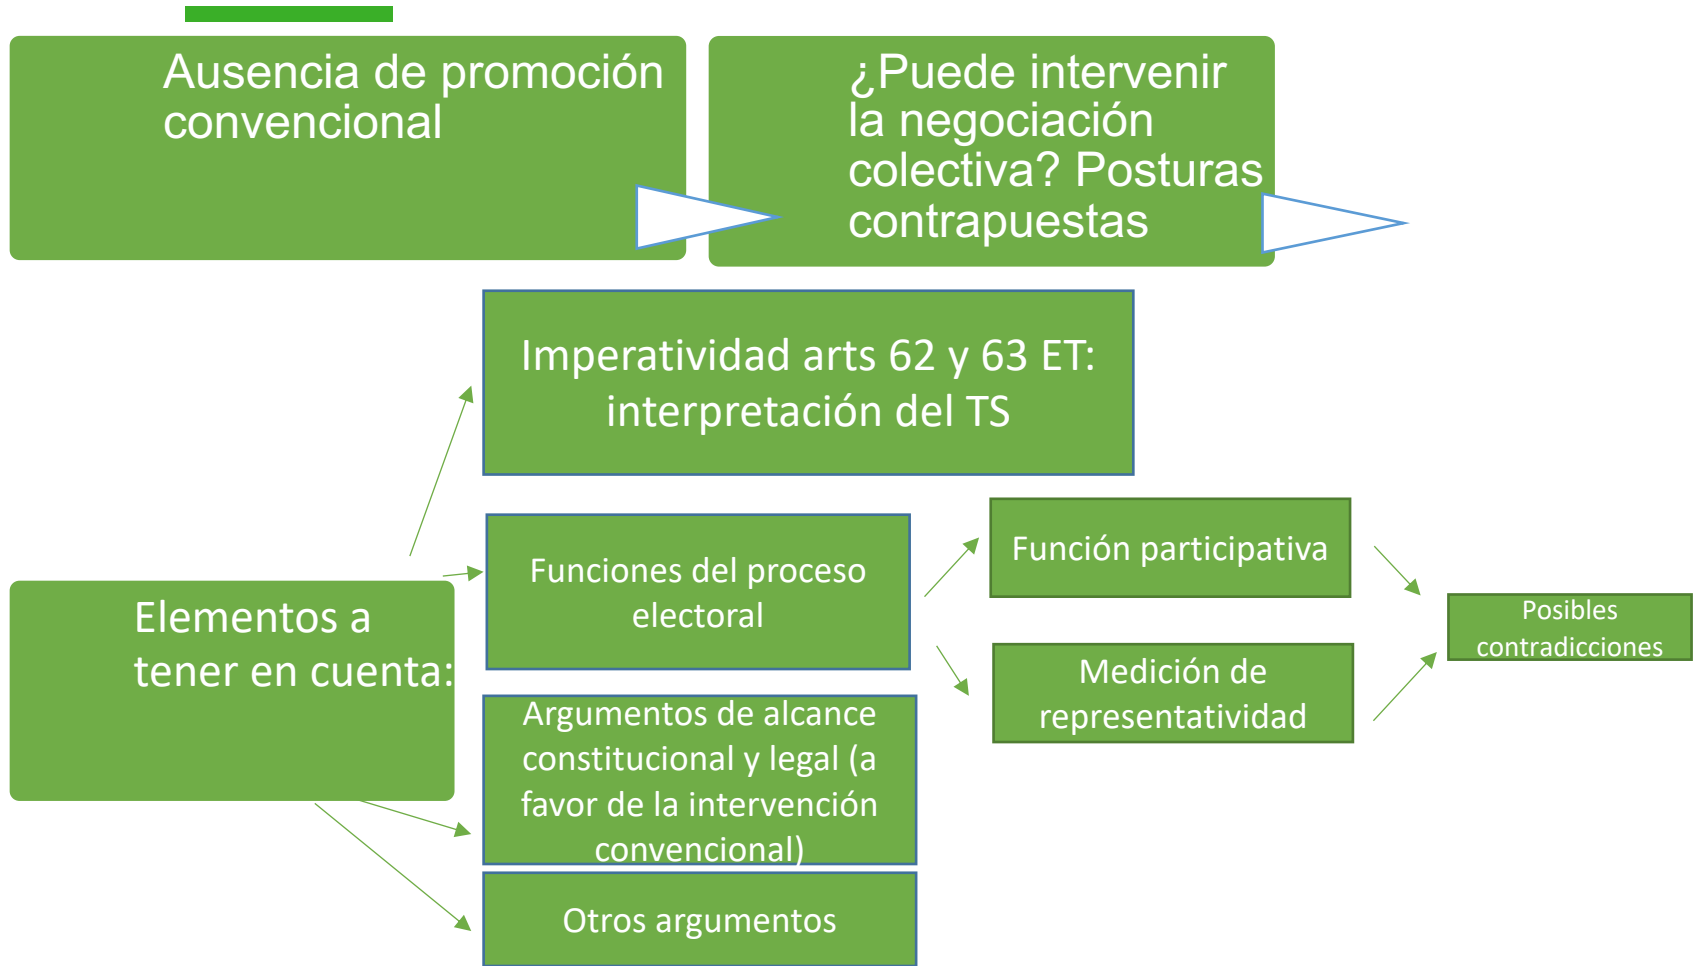 Ausencia de promoción
convencional
¿Puede intervenir
la negociación
colectiva? Posturas
contrapuestas
Imperatividad arts 62 y 63 ET:
interpretación del TS
Elementos a
tener en cuenta:
Funciones del proceso
electoral
Función participativa
Medición de
representatividad
Posibles
contradicciones
Argumentos de alcance
constitucional y legal (a
favor de la intervención
convencional)
Otros argumentos